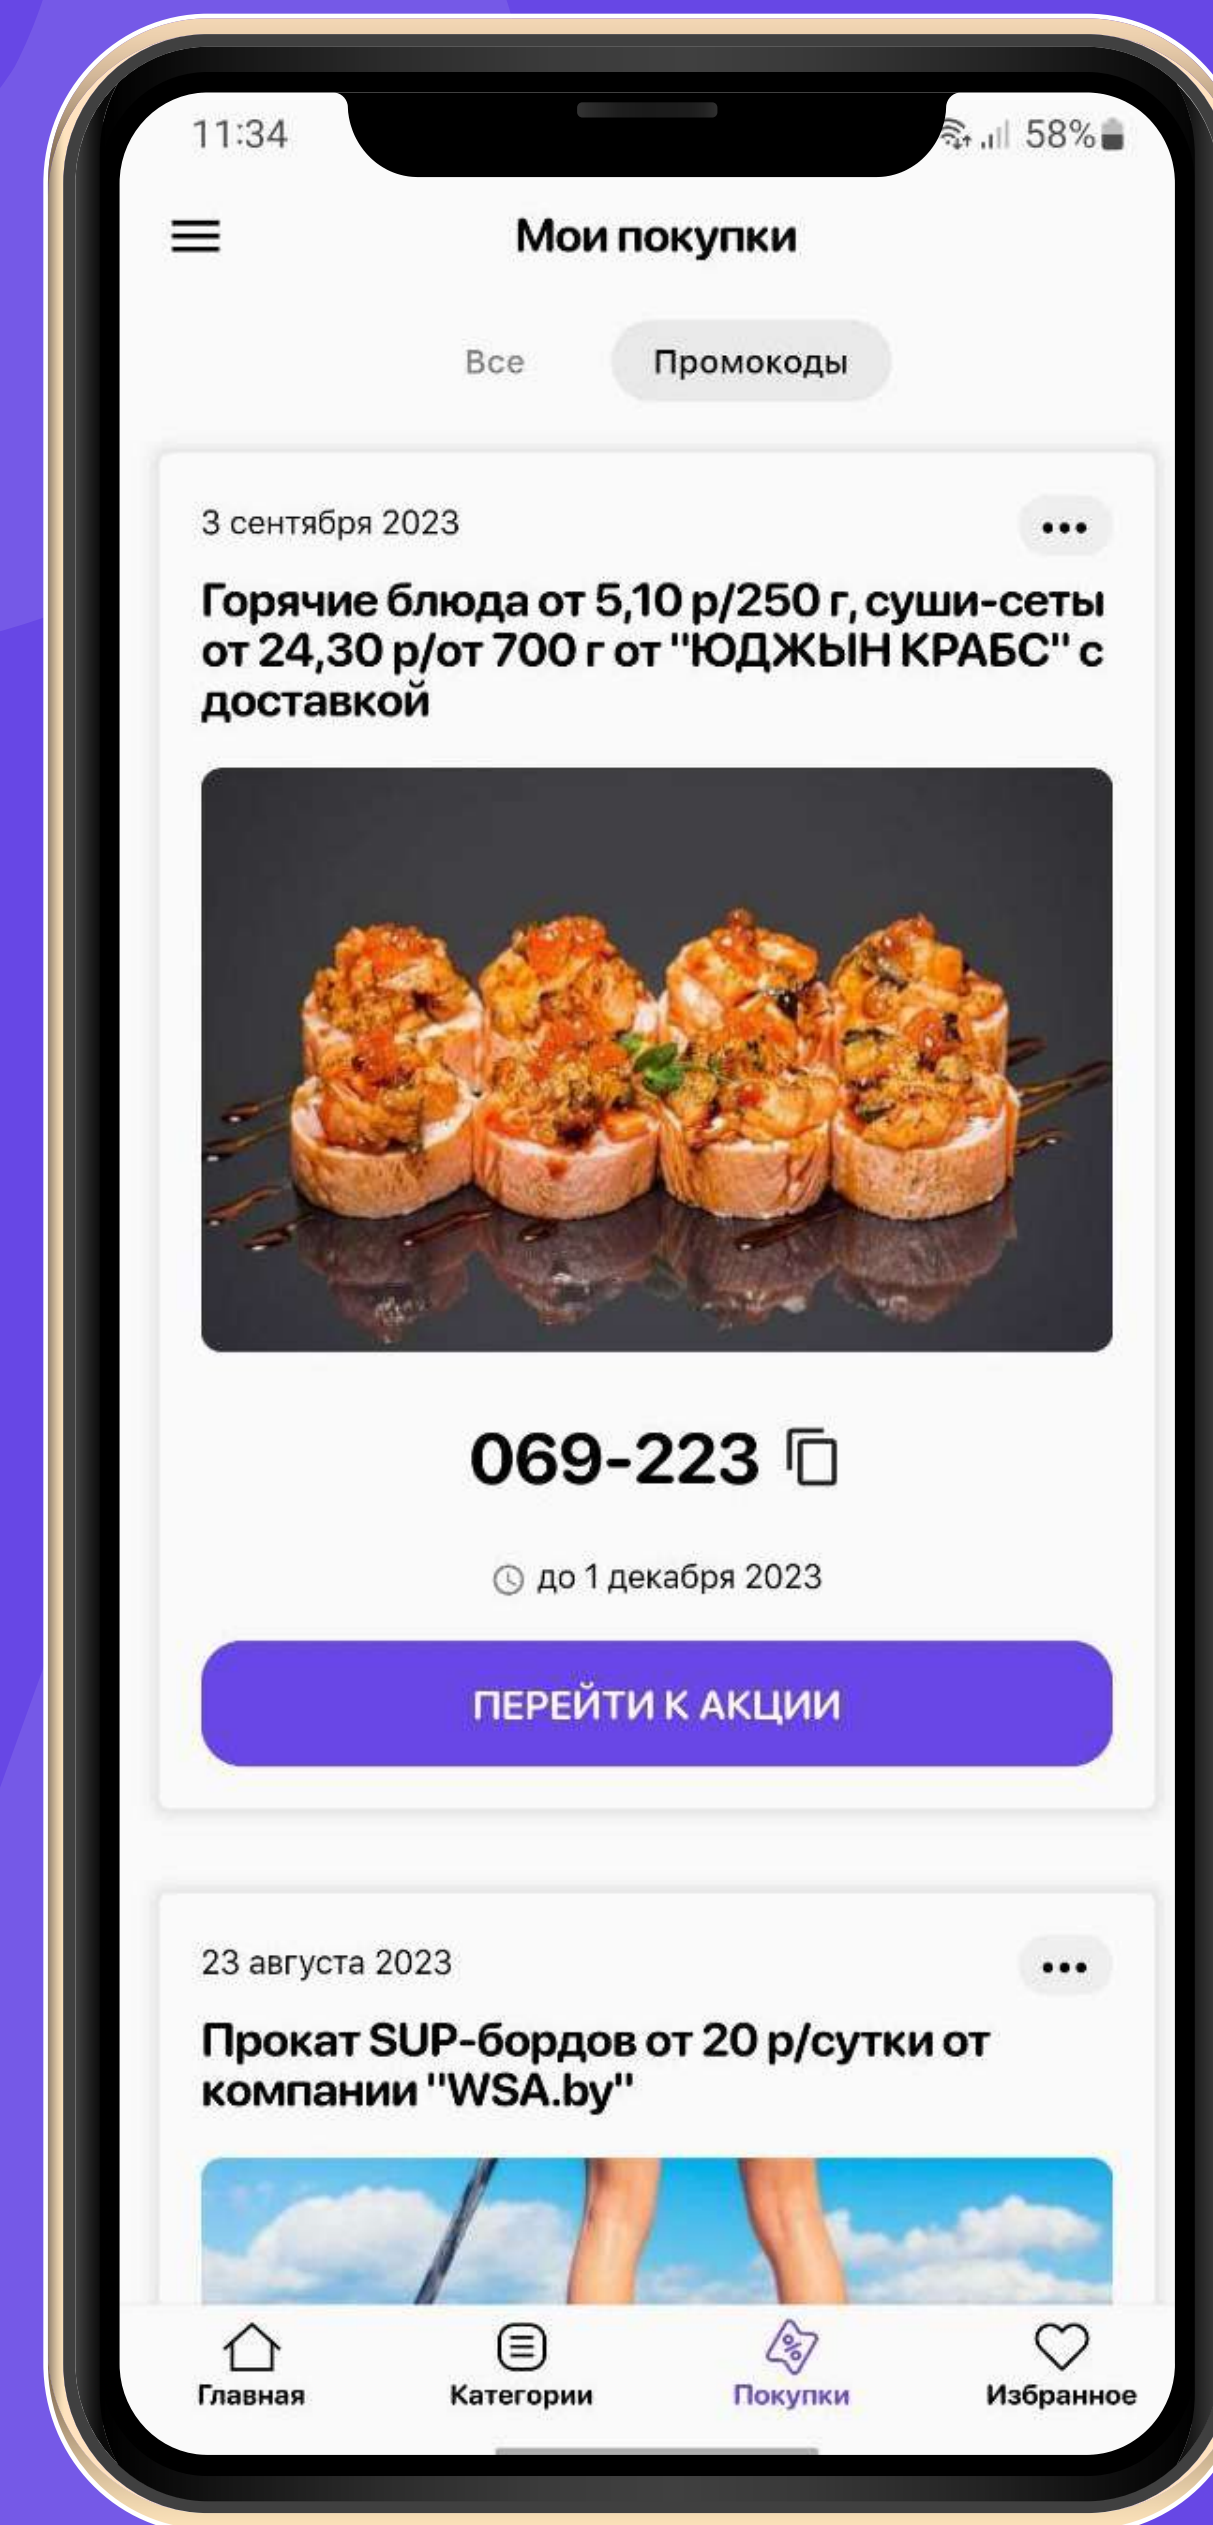 11:34
58%
Мои покупки
Все
Промокоды
3 сентября 2023
Горячие блюда от 5,10 р/250 г, суши-сеты
от 24,30 р/от 700 г от "ЮДЖЫН КРАБС" с
доставкой
069-223
до 1 декабря 2023
ПЕРЕЙТИ К АКЦИИ
23 августа 2023
Прокат SUP-бордов от 20 р/сутки от
компании "WSA.by"
Главная
Категории
Покупки
Избранное